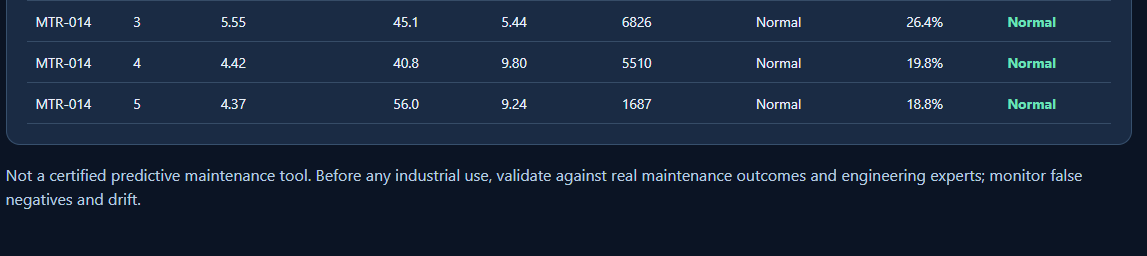 MTR-014 3 5.55 45.1 5.44 6826 Normal 26.4% Normal
MTR-014 4 4.42 40.8 9.80 5510 Normal 19.8% Normal
MTR-014 5 4.37 56.0 9.24 1687 Normal 18.8% Normal
Not a certified predictive maintenance tool. Before any industrial use, validate against real maintenance outcomes and engineering experts; monitor false
negatives and drift.